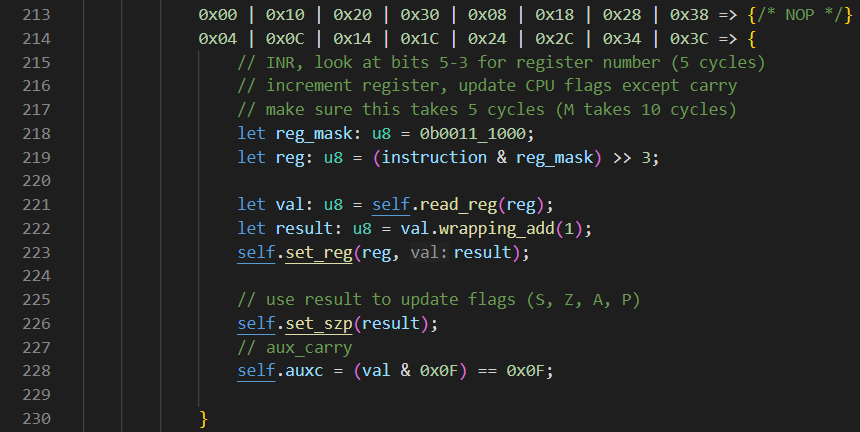 213 0x00 | 0x10 | 0x20 | 0x30 | 0x08 | 0x18 | 0x28 | 0x38 => {/* NOP */}
214 0x04 | 0x0C | 0x14 | 0x1C | 0x24 | 0x2C | 0x34 | 0x3C => {
215 // INR, look at bits 5-3 for register number (5 cycles)
216 // increment register, update CPU flags except carry
217 // make sure this takes 5 cycles (M takes 10 cycles)
218 let reg_mask: u8 = 0b0011_1000;
219 let reg: u8 = (instruction & reg_mask) >> 3;
220
221 let val: u8 = self.read_reg(reg);
222 let result: u8 = val.wrapping_add(1);
223 self.set_reg(reg, val: result);
224
225 // use result to update flags (S, Z, A, P)
226 self.set_szp(result);
227 // aux_carry
228 self.auxc = (val & 0x0F) == 0x0F;
229
230 }